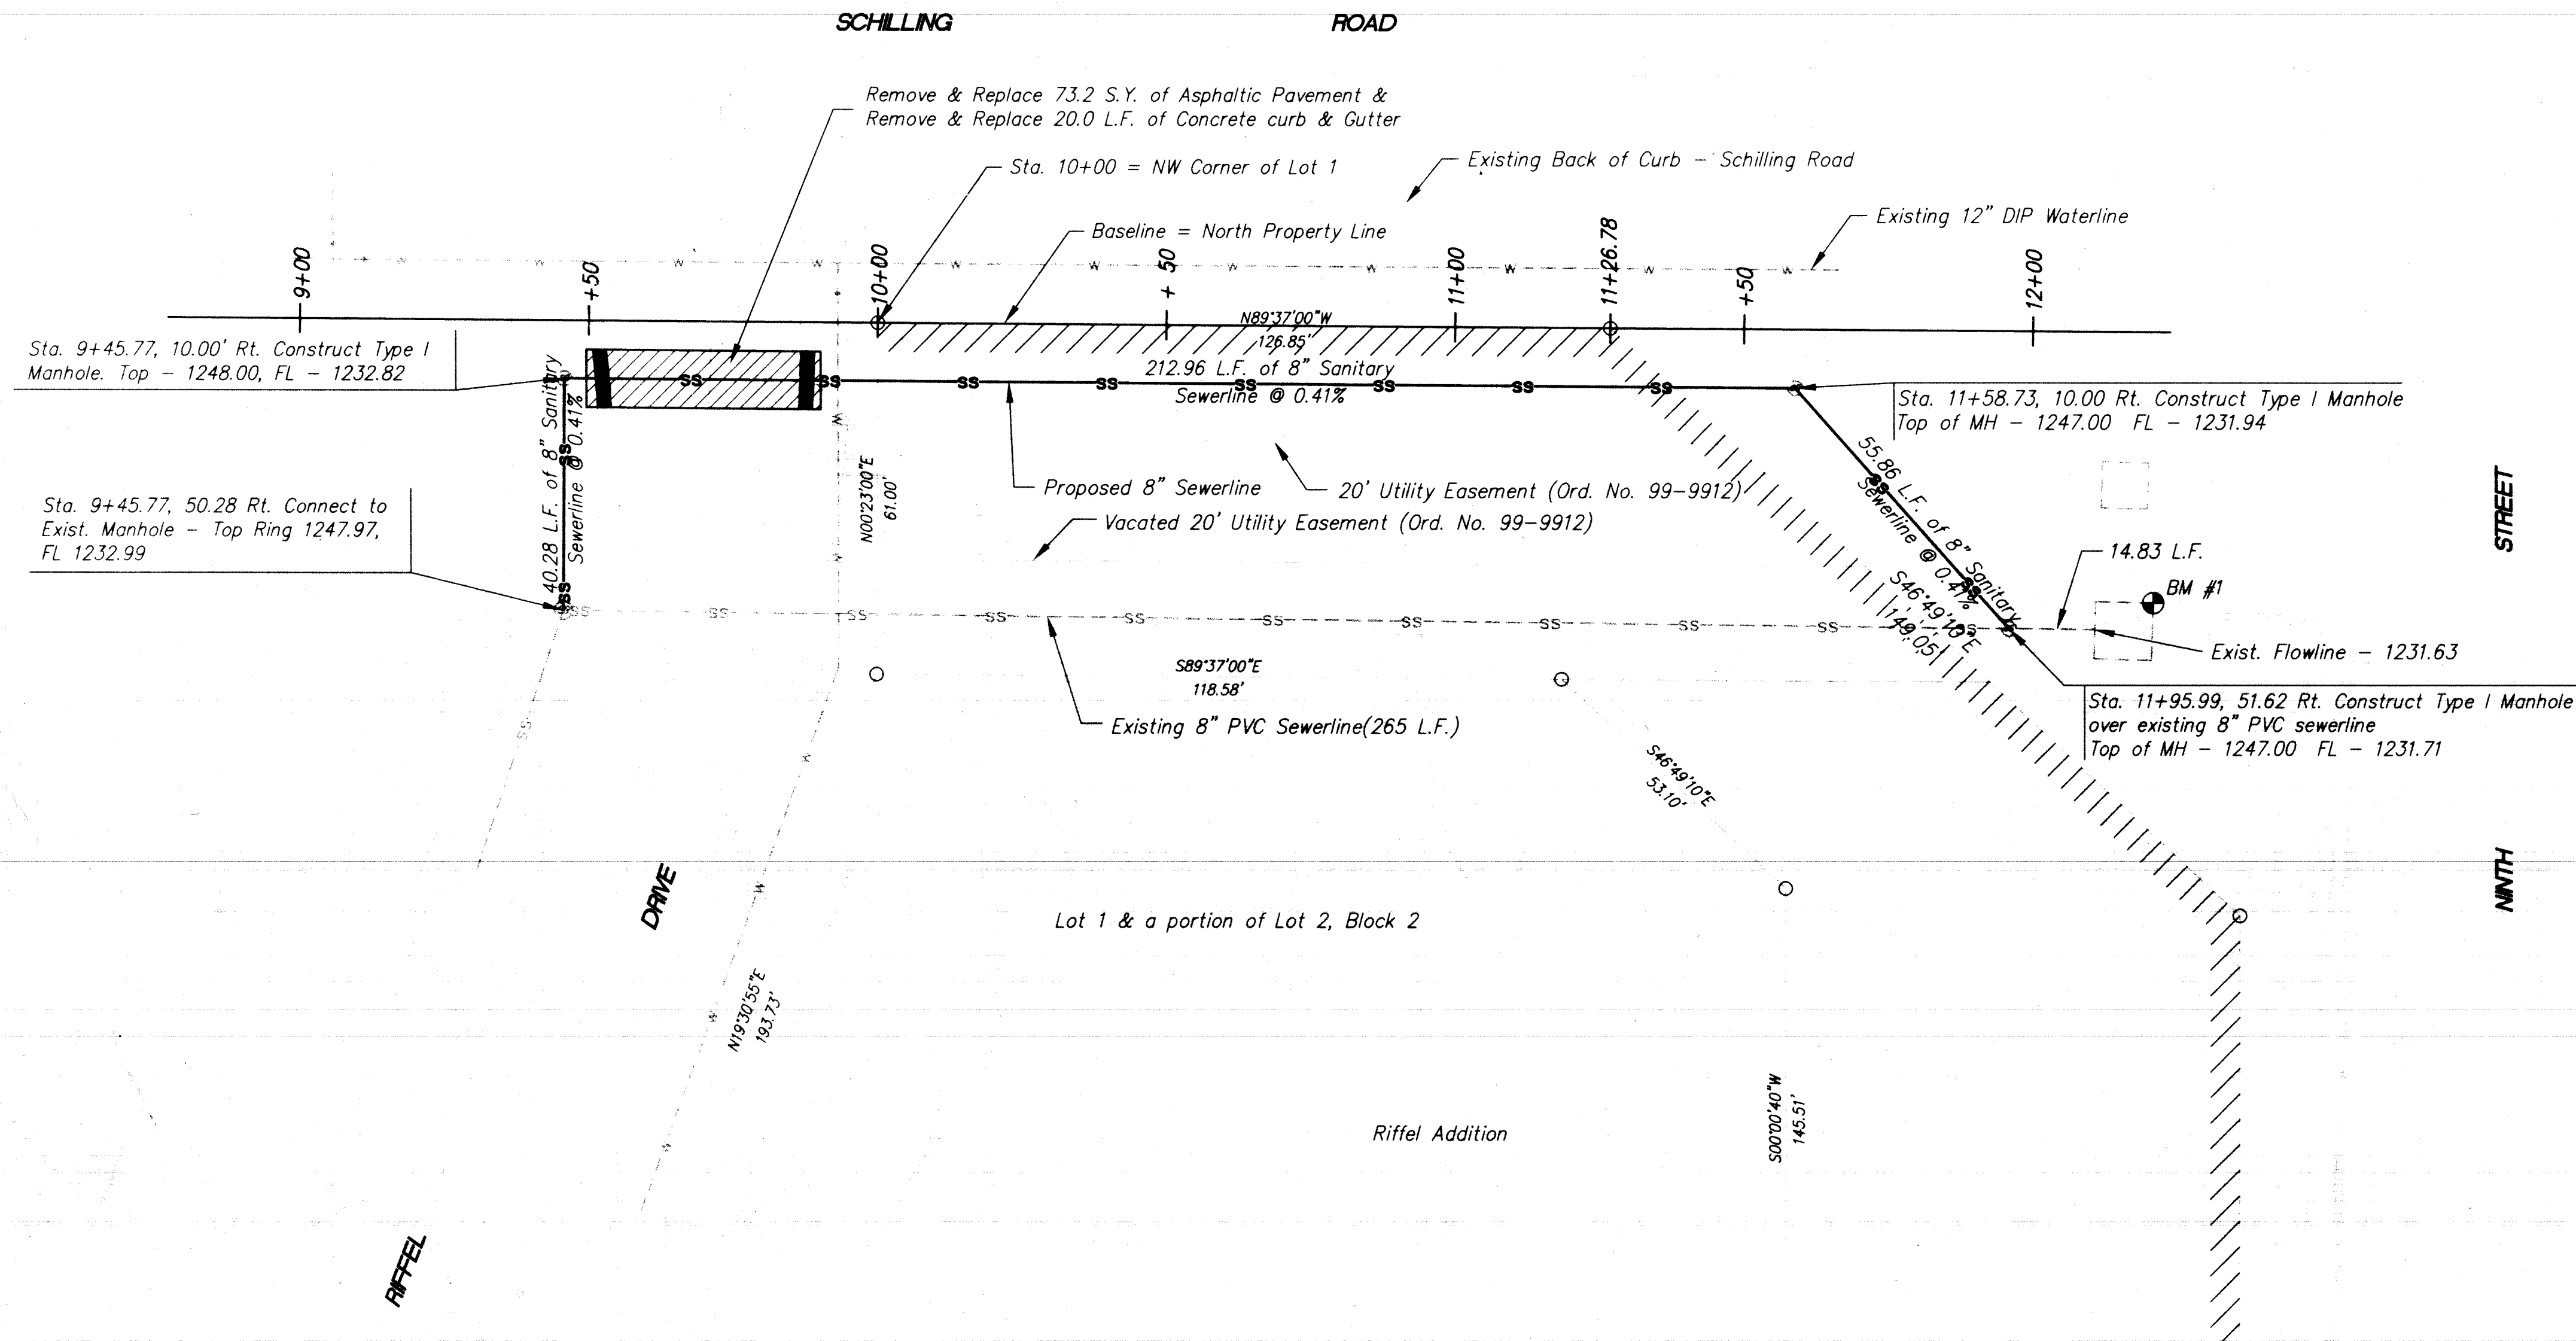 SCHILLING ROAD
Remove & Replace 73.2 S.Y. of Asphaltic Pavement &
Remove & Replace 20.0 L.F. of Concrete curb & Gutter
Sta. 10+00 = NW Corner of Lot 1
Existing Back of Curb - Schilling Road
Baseline = North Property Line
Existing 12" DIP Waterline
9+00
+50
10+00
+ 50
11+00
11+26.78
+50
12+00
N89°37'00"W
126.85'
212.96 L.F. of 8" Sanitary
Sewerline @ 0.41%
Sta. 9+45.77, 10.00' Rt. Construct Type I
Manhole. Top - 1248.00, FL - 1232.82
40.28 L.F. of 8" Sanitary
Sewerline @ 0.41%
Sta. 11+58.73, 10.00 Rt. Construct Type I Manhole
Top of MH - 1247.00 FL - 1231.94
55.86 L.F. of 8" Sanitary
Sewerline @ 0.41%
N00°23'00"E
61.00'
Proposed 8" Sewerline
20' Utility Easement (Ord. No. 99-9912)
Vacated 20' Utility Easement (Ord. No. 99-9912)
Sta. 9+45.77, 50.28 Rt. Connect to
Exist. Manhole - Top Ring 1247.97,
FL 1232.99
S46°49'10"E
149.05'
14.83 L.F.
BM #1
Exist. Flowline - 1231.63
S89°37'00"E
118.58'
Existing 8" PVC Sewerline(265 L.F.)
Sta. 11+95.99, 51.62 Rt. Construct Type I Manhole
over existing 8" PVC sewerline
Top of MH - 1247.00 FL - 1231.71
S46°49'10"E
53.10'
Lot 1 & a portion of Lot 2, Block 2
N19°30'55"E
193.73'
S00°00'40"W
145.51'
Riffel Addition
RIFFEL DRIVE
NINTH STREET